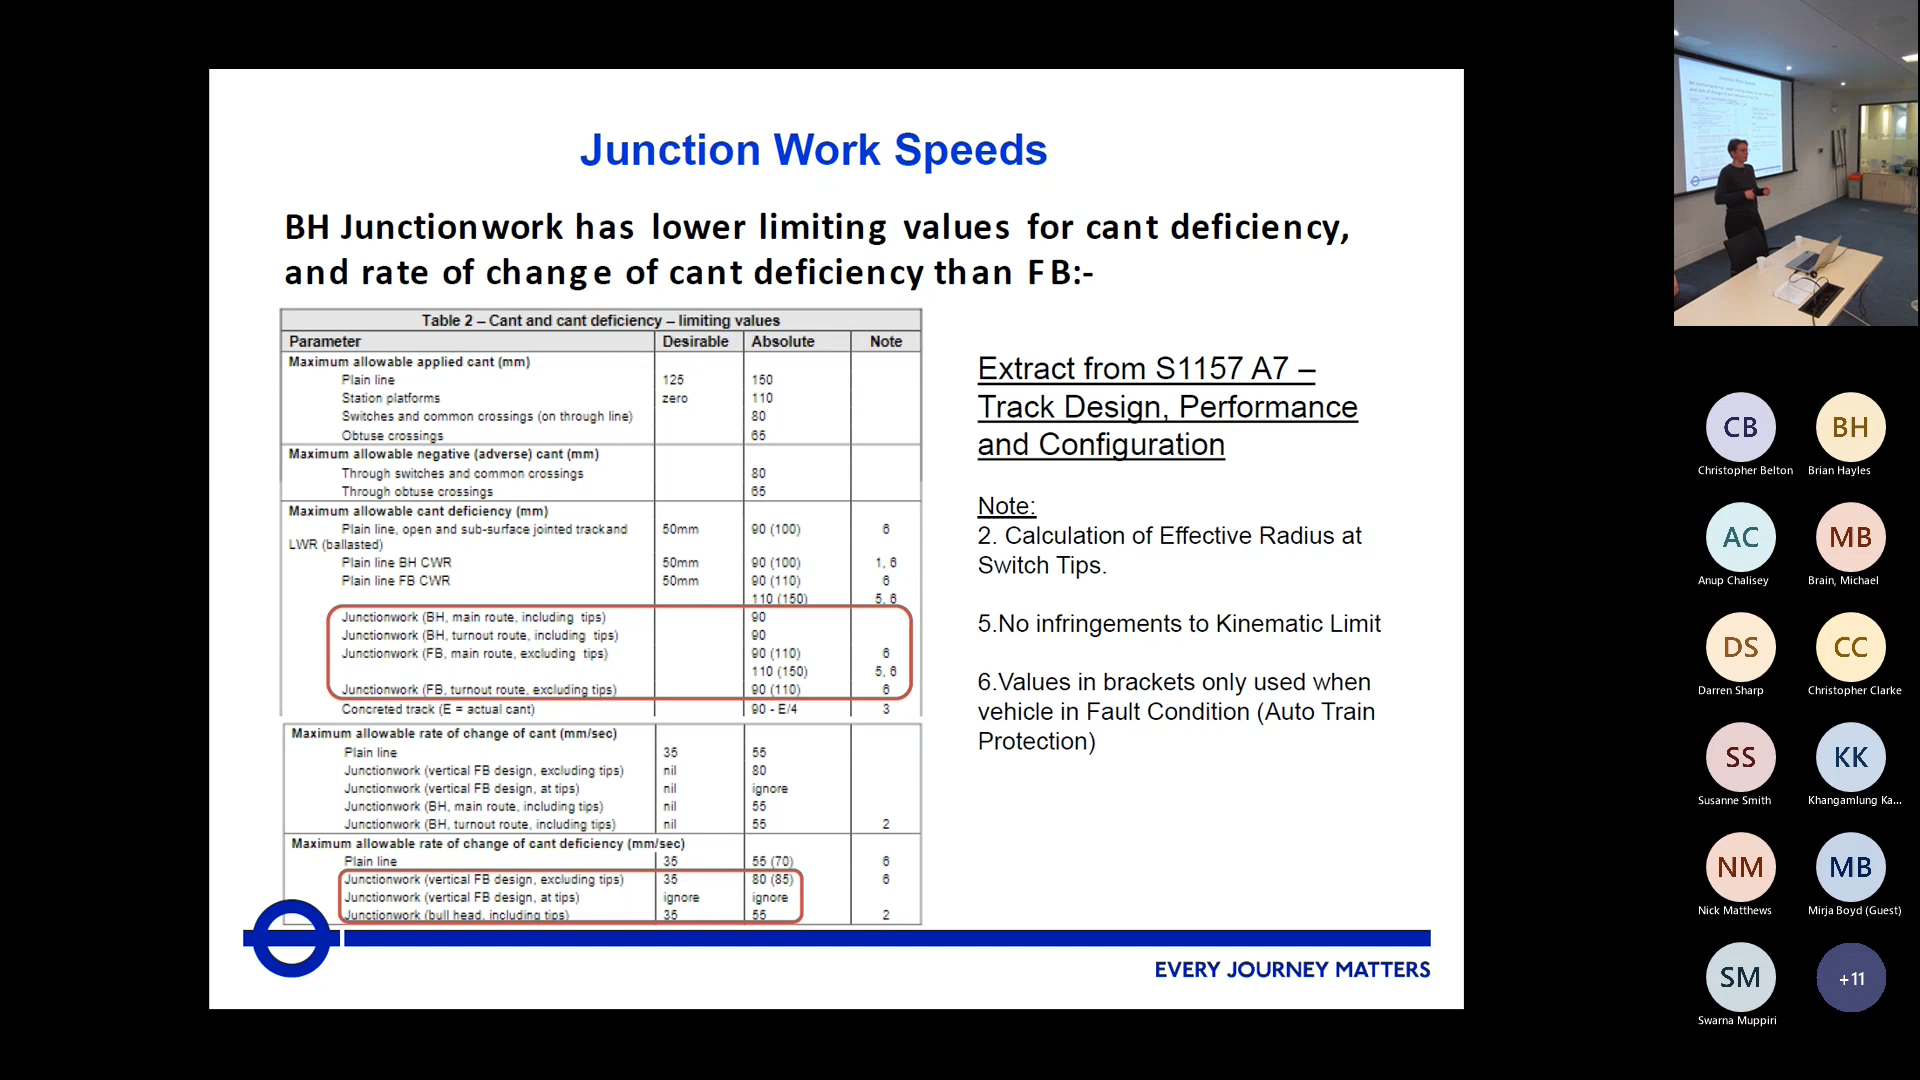 Junction Work Speeds
BH Junctionwork has lower limiting values for cant deficiency,
and rate of change of cant deficiency than FB:-
Table 2 – Cant and cant deficiency – limiting values
Parameter Desirable Absolute Note
Maximum allowable applied cant (mm)
Plain line 125 150
Station platforms zero 110
Switches and common crossings (on through line) 80
Obtuse crossings 65
Maximum allowable negative (adverse) cant (mm)
Through switches and common crossings 80
Through obtuse crossings 65
Maximum allowable cant deficiency (mm)
Plain line, open and sub-surface jointed track and 50mm 90 (100) 6
LWR (ballasted)
Plain line BH CWR 50mm 90 (100) 1, 6
Plain line FB CWR 50mm 90 (110) 6
110 (150) 5, 6
Junctionwork (BH, main route, including tips) 90
Junctionwork (BH, turnout route, including tips) 90
Junctionwork (FB, main route, excluding tips) 90 (110) 6
110 (150) 5, 6
Junctionwork (FB, turnout route, excluding tips) 90 (110) 6
Concreted track (E = actual cant) 90 - E/4 3
Maximum allowable rate of change of cant (mm/sec)
Plain line 35 55
Junctionwork (vertical FB design, excluding tips) nil 80
Junctionwork (vertical FB design, at tips) nil ignore
Junctionwork (BH, main route, including tips) nil 55
Junctionwork (BH, turnout route, including tips) nil 55 2
Maximum allowable rate of change of cant deficiency (mm/sec)
Plain line 35 55 (70) 6
Junctionwork (vertical FB design, excluding tips) 35 80 (85) 6
Junctionwork (vertical FB design, at tips) ignore ignore
Junctionwork (bull head, including tips) 35 55 2
Extract from S1157 A7 –
Track Design, Performance
and Configuration
Note:
2. Calculation of Effective Radius at
Switch Tips.
5.No infringements to Kinematic Limit
6.Values in brackets only used when
vehicle in Fault Condition (Auto Train
Protection)
EVERY JOURNEY MATTERS
CB BH
Christopher Belton Brian Hayles
AC MB
Anup Chalisey Brain, Michael
DS CC
Darren Sharp Christopher Clarke
SS KK
Susanne Smith Khangamlung Ka...
NM MB
Nick Matthews Mirja Boyd (Guest)
SM +11
Swarna Muppiri